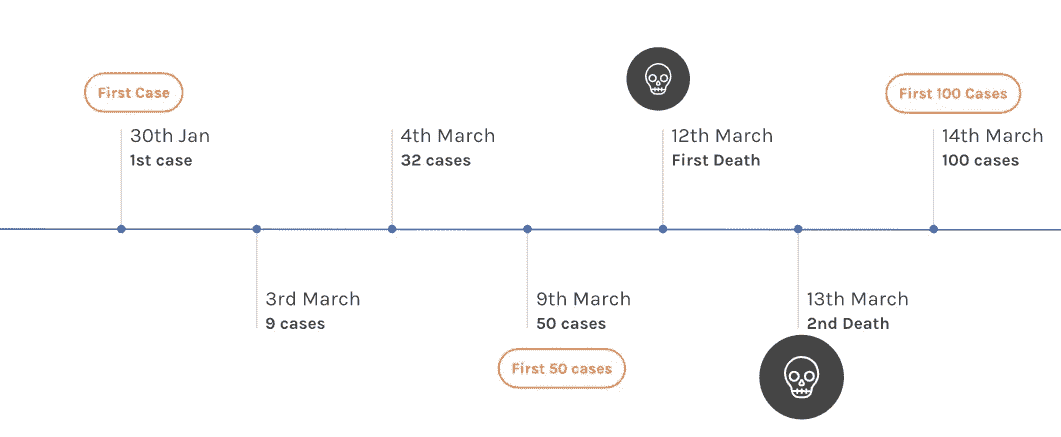 First Case
30th Jan
1st case
3rd March
9 cases
4th March
32 cases
9th March
50 cases
First 50 cases
12th March
First Death
13th March
2nd Death
First 100 Cases
14th March
100 cases